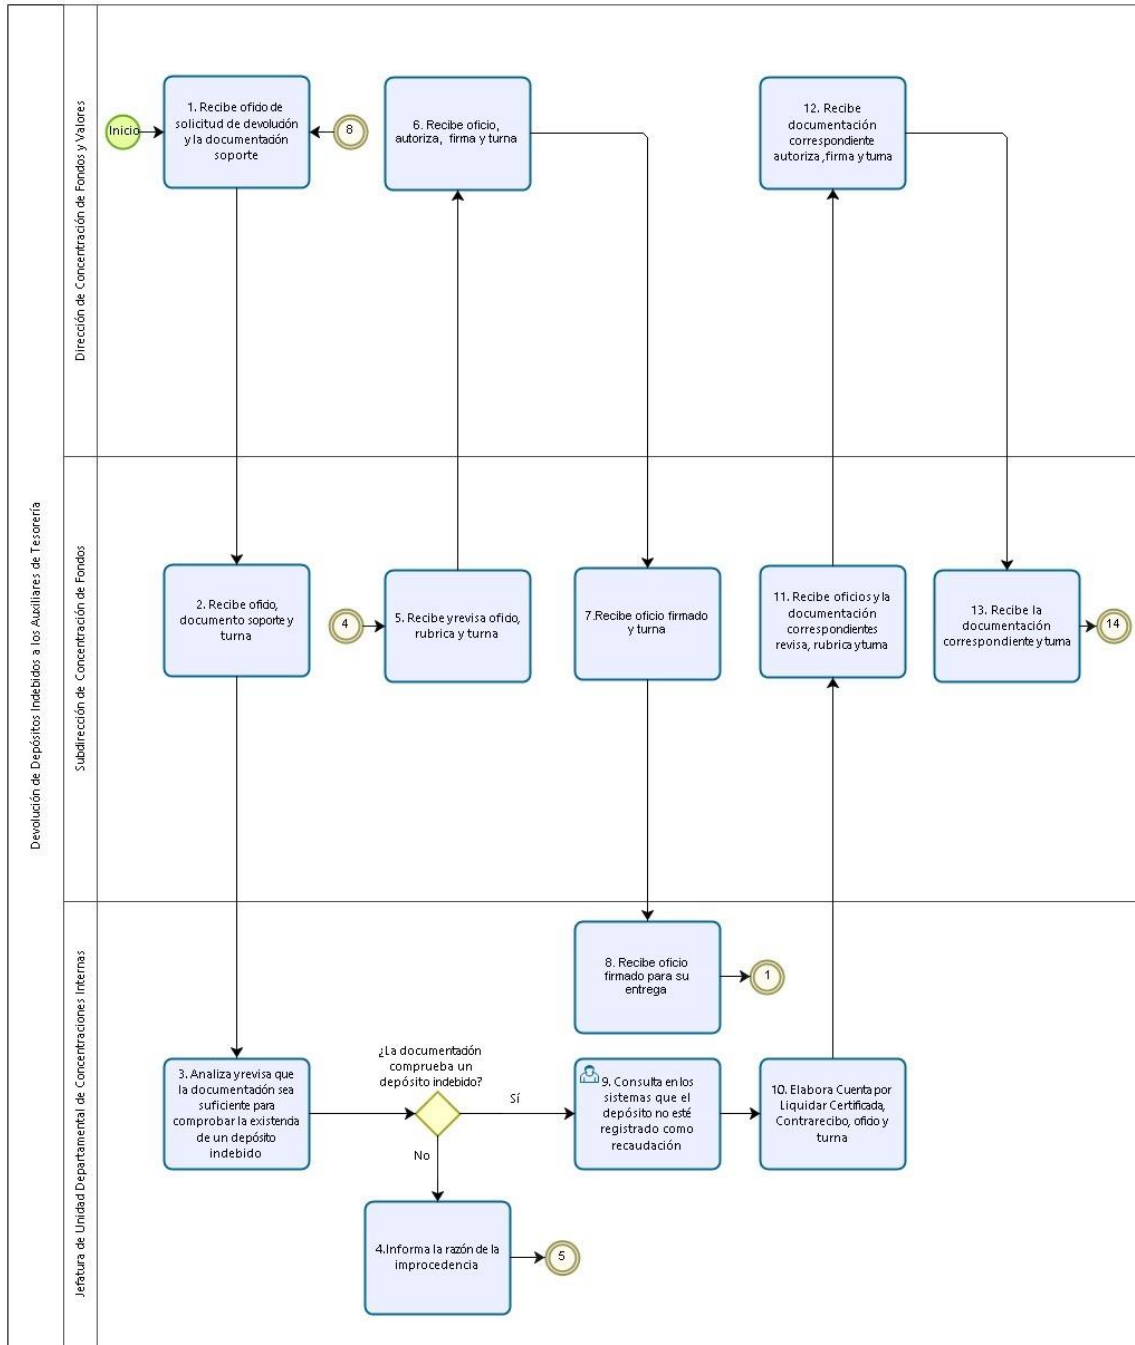 Devolución de Depósitos Indebidos a los Auxiliares de Tesorería
Dirección de Concentración de Fondos y Valores
Inicio
1. Recibe oficio de
solicitud de devolución
y la documentación
soporte
8
6. Recibe oficio,
autoriza, firma y turna
12. Recibe
documentación
correspondiente
autoriza ,firma y turna
Subdirección de Concentración de Fondos
2. Recibe oficio,
documento soporte y
turna
4
5. Recibe y revisa oficio,
rubrica y turna
7.Recibe oficio firmado
y turna
11. Recibe oficios y la
documentación
correspondientes
revisa, rubrica y turna
13. Recibe la
documentación
correspondiente y turna
14
Jefatura de Unidad Departamental de Concentraciones Internas
8. Recibe oficio
firmado para su
entrega
1
3. Analiza y revisa que
la documentación sea
suficiente para
comprobar la existencia
de un depósito
indebido
¿La documentación
comprueba un
depósito indebido?
Sí
No
9. Consulta en los
sistemas que el
depósito no esté
registrado como
recaudación
10. Elabora Cuenta por
Liquidar Certificada,
Contrarecibo, oficio y
turna
4.Informa la razón de la
improcedencia
5